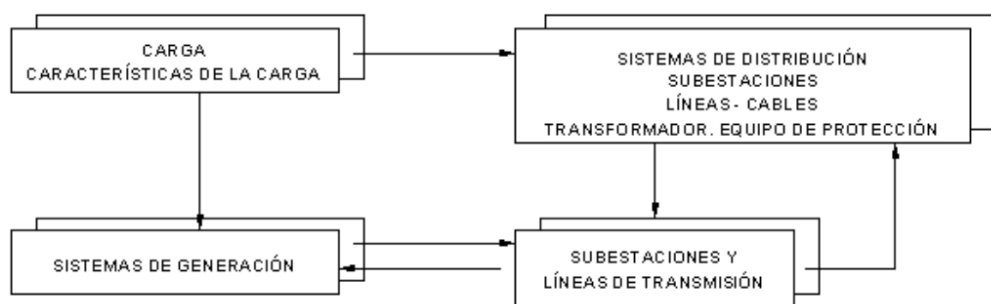 CARGA
CARACTERÍSTICAS DE LA CARGA
SISTEMAS DE DISTRIBUCIÓN
SUBESTACIONES
LÍNEAS - CABLES
TRANSFORMADOR. EQUIPO DE PROTECCIÓN
SISTEMAS DE GENERACIÓN
SUBESTACIONES Y
LÍNEAS DE TRANSMISIÓN